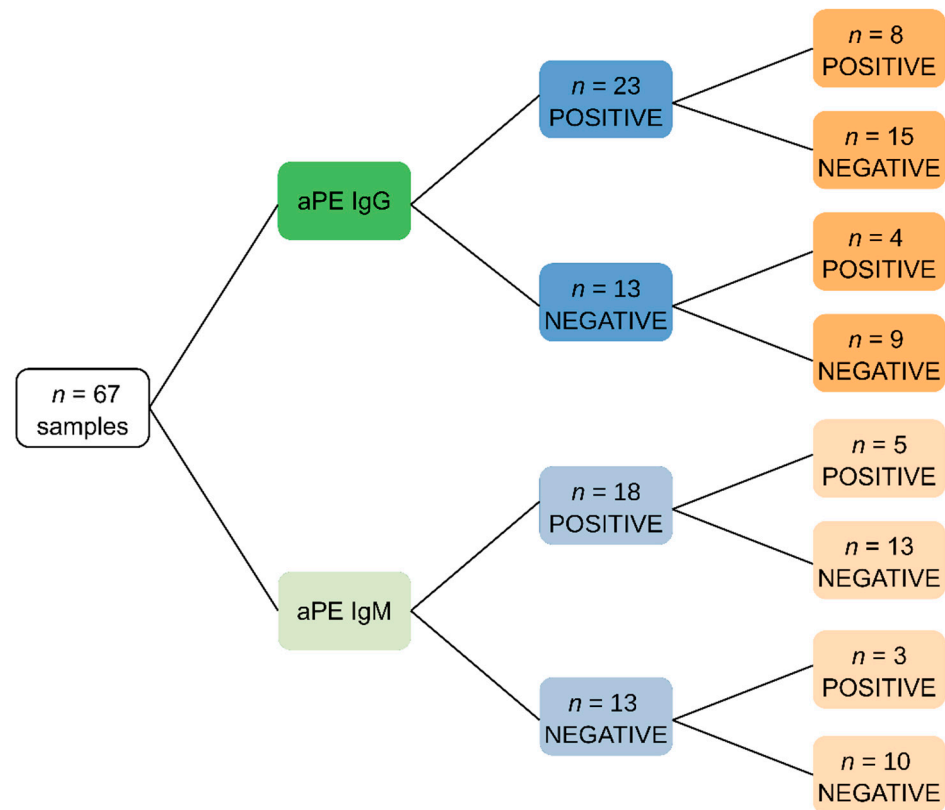 n = 67
samples
aPE IgG
aPE IgM
n = 23
POSITIVE
n = 13
NEGATIVE
n = 18
POSITIVE
n = 13
NEGATIVE
n = 8
POSITIVE
n = 15
NEGATIVE
n = 4
POSITIVE
n = 9
NEGATIVE
n = 5
POSITIVE
n = 13
NEGATIVE
n = 3
POSITIVE
n = 10
NEGATIVE